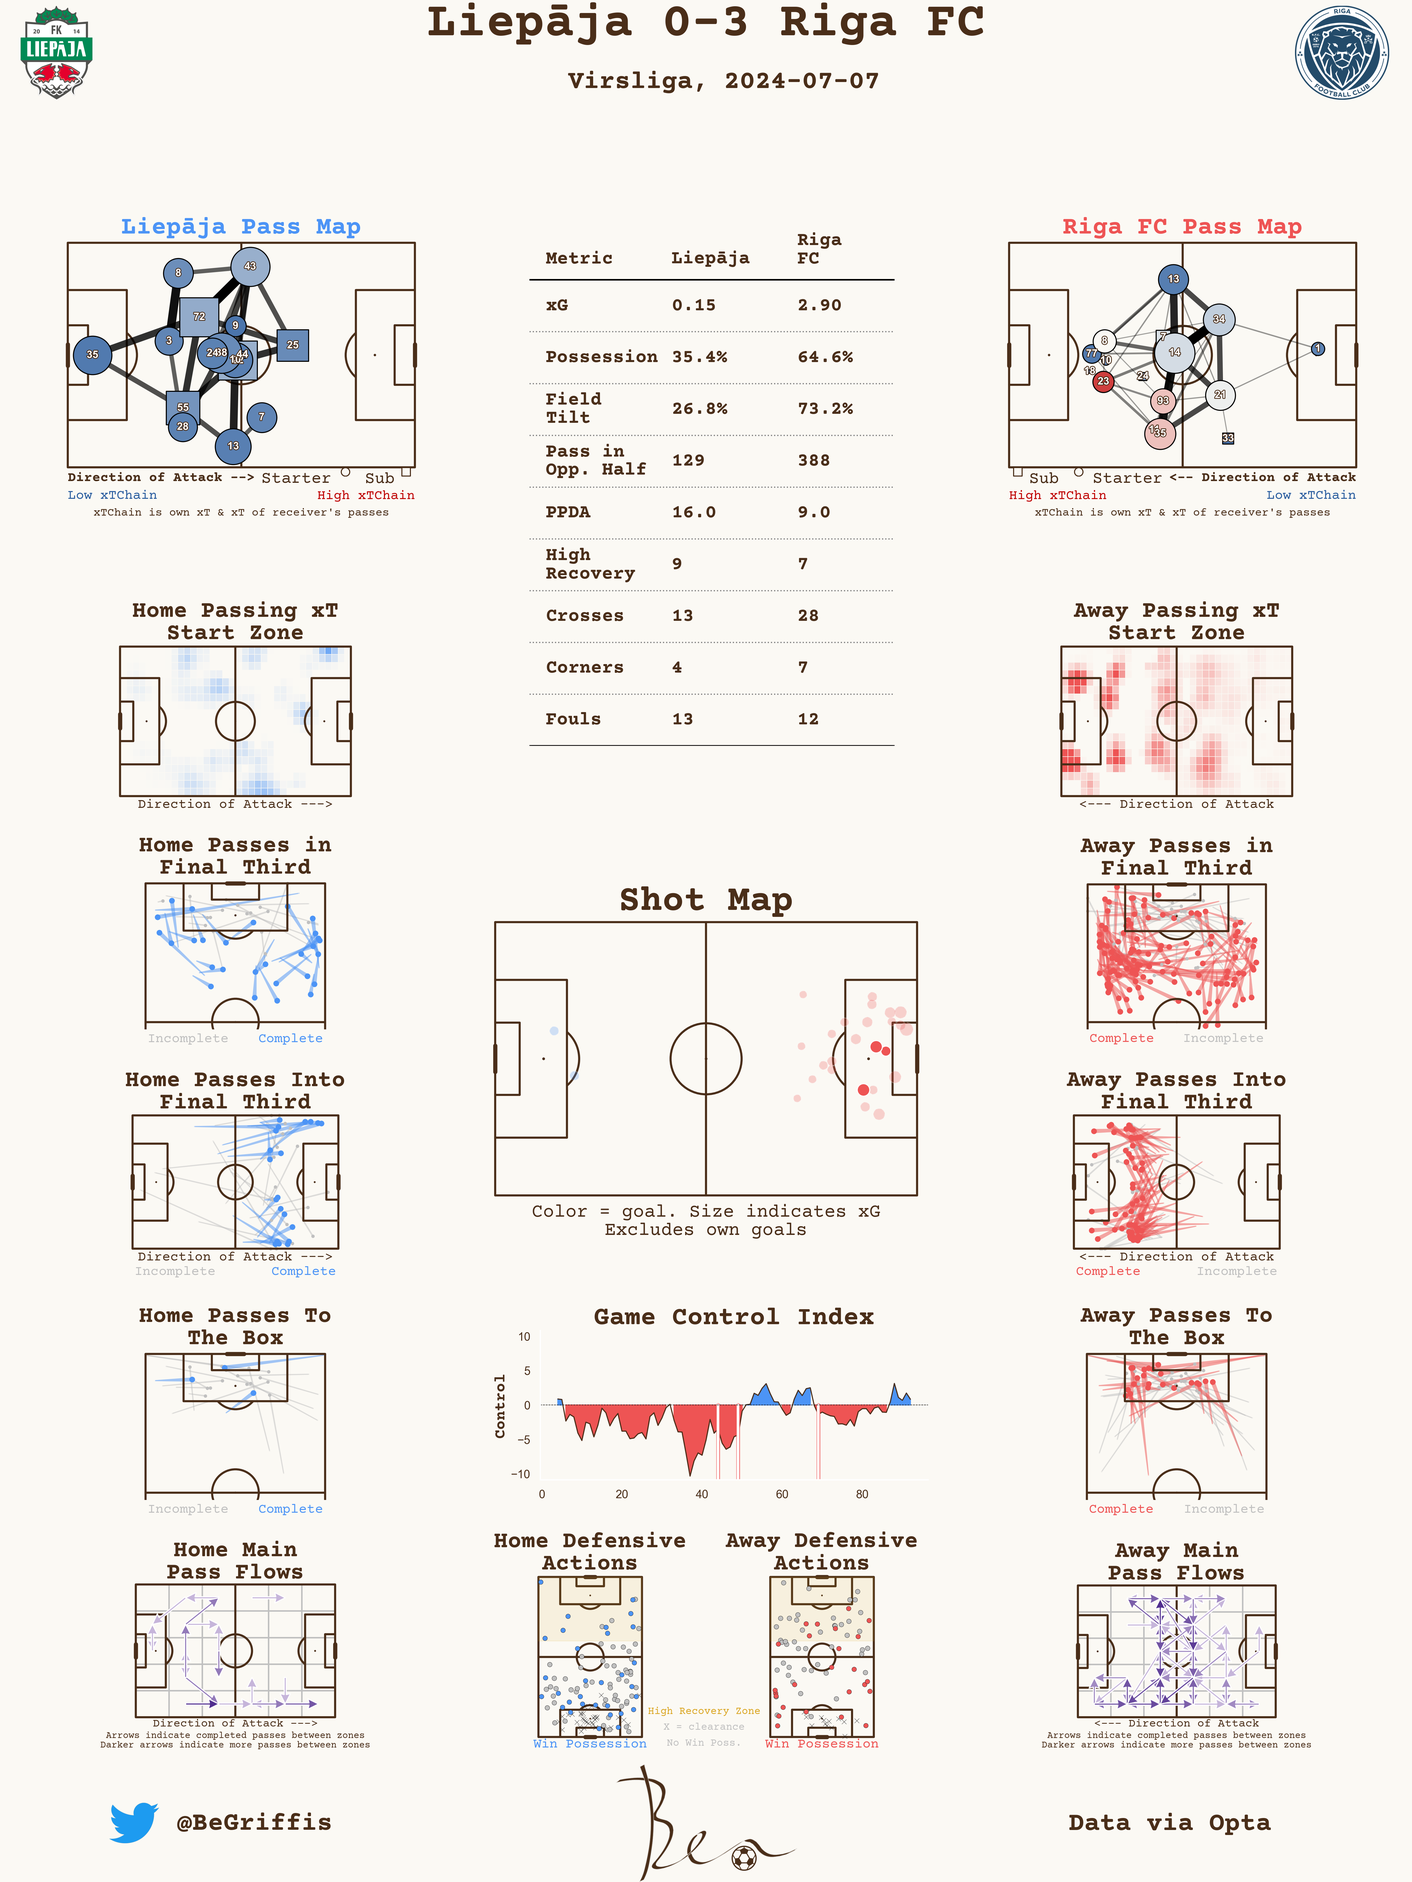 Liepāja 0-3 Riga FC
Virsliga, 2024-07-07
20 FK 14
LIEPĀJA
RIGA
FOOTBALL CLUB
Liepāja Pass Map
8
43
72
9
3
25
35
24
38
44
55
28
7
13
Direction of Attack --> Starter Sub
Low xTChain High xTChain
xTChain is own xT & xT of receiver's passes
Metric Liepāja Riga FC
xG 0.15 2.90
Possession 35.4% 64.6%
Field Tilt 26.8% 73.2%
Pass in Opp. Half 129 388
PPDA 16.0 9.0
High Recovery 9 7
Crosses 13 28
Corners 4 7
Fouls 13 12
Riga FC Pass Map
13
34
8
7
14
1
77
10
18
24
23
21
93
35
33
Sub Starter <-- Direction of Attack
High xTChain Low xTChain
xTChain is own xT & xT of receiver's passes
Home Passing xT
Start Zone
Direction of Attack --->
Away Passing xT
Start Zone
<--- Direction of Attack
Home Passes in
Final Third
Incomplete Complete
Away Passes in
Final Third
Complete Incomplete
Shot Map
Color = goal. Size indicates xG
Excludes own goals
Home Passes Into
Final Third
Direction of Attack --->
Incomplete Complete
Away Passes Into
Final Third
<--- Direction of Attack
Complete Incomplete
Home Passes To
The Box
Incomplete Complete
Game Control Index
Control
10
5
0
−5
−10
0 20 40 60 80
Away Passes To
The Box
Complete Incomplete
Home Main
Pass Flows
Direction of Attack --->
Arrows indicate completed passes between zones
Darker arrows indicate more passes between zones
Home Defensive
Actions
Win Possession
High Recovery Zone
X = clearance
No Win Poss.
Away Defensive
Actions
Win Possession
Away Main
Pass Flows
<--- Direction of Attack
Arrows indicate completed passes between zones
Darker arrows indicate more passes between zones
@BeGriffis
Ben
Data via Opta